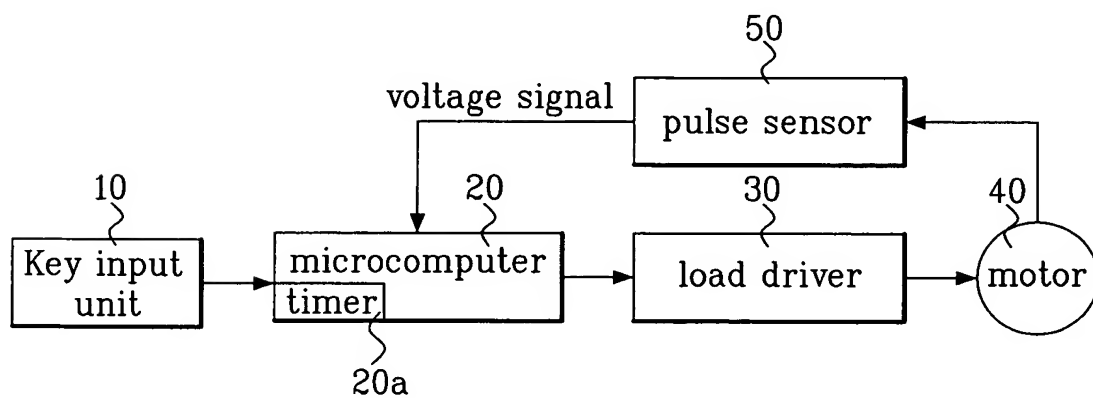 50
voltage signal
pulse sensor
10
20
30
40
Key input
unit
microcomputer
timer
load driver
motor
20a